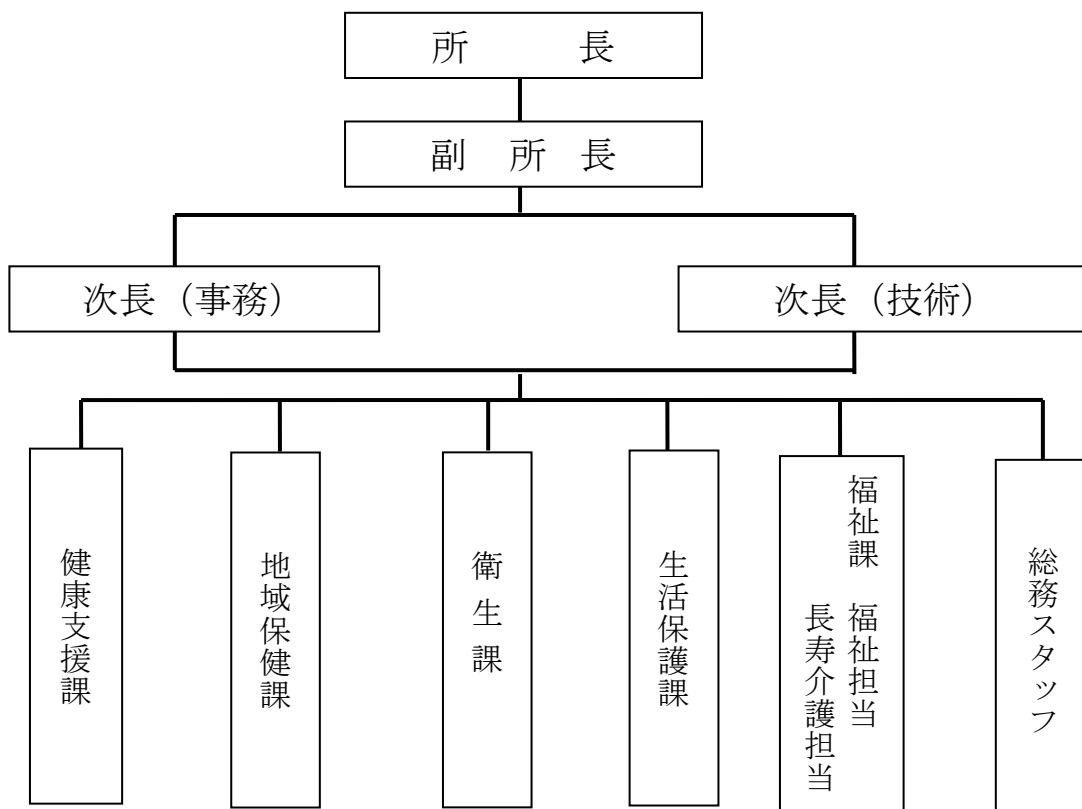 所　　　長
副　所　長
次長（事務）
次長（技術）
健康支援課
地域保健課
衛生課
生活保護課
福祉課　福祉担当
長寿介護担当
総務スタッフ